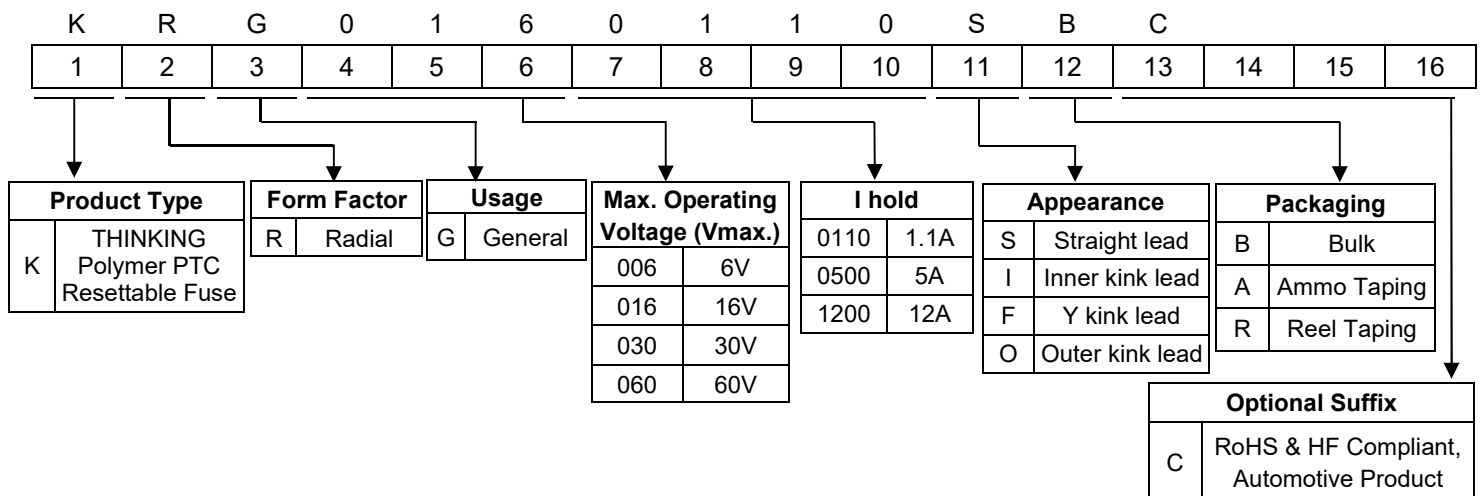 K R G 0 1 6 0 1 1 0 S B C
1 2 3 4 5 6 7 8 9 10 11 12 13 14 15 16
Product Type
K THINKING
Polymer PTC
Resettable Fuse
Form Factor
R Radial
Usage
G General
Max. Operating
Voltage (Vmax.)
006 6V
016 16V
030 30V
060 60V
I hold
0110 1.1A
0500 5A
1200 12A
Appearance
S Straight lead
I Inner kink lead
F Y kink lead
O Outer kink lead
Packaging
B Bulk
A Ammo Taping
R Reel Taping
Optional Suffix
C RoHS & HF Compliant,
Automotive Product